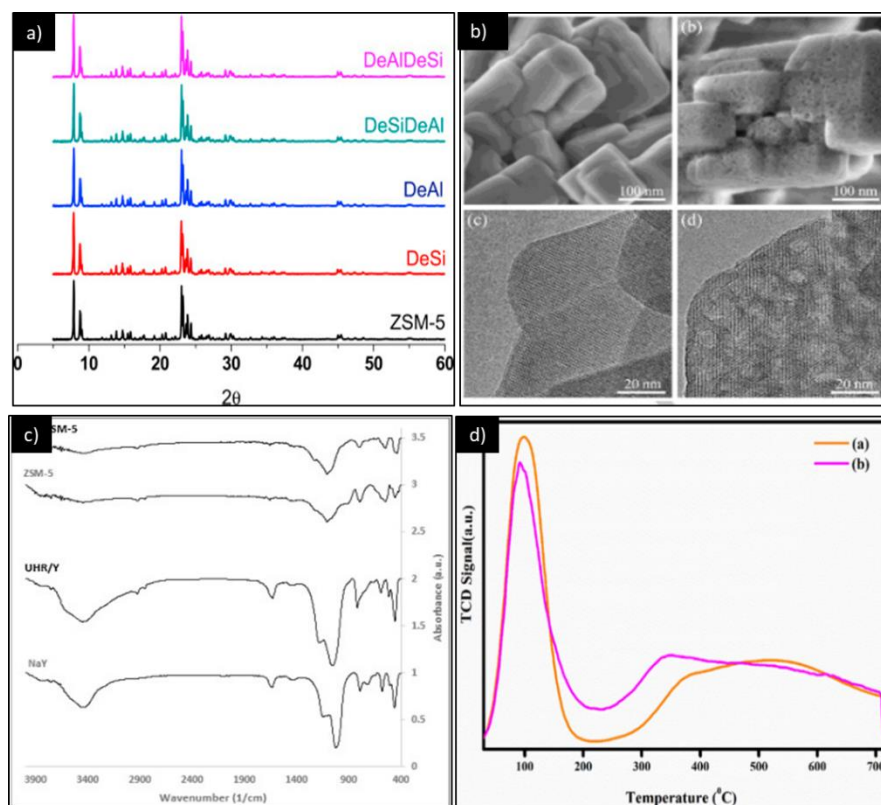 a)
DeAlDeSi
DeSiDeAl
DeAl
DeSi
ZSM-5
0 10 20 30 40 50 60
2θ
b)
(b)
100 nm
100 nm
(c)
(d)
20 nm
20 nm
c)
SM-5
ZSM-5
UHR/Y
NaY
3.5
3
2.5
2
1.5
1
0.5
0
Absorbance (a.u.)
3900 3400 2900 2400 1900 1400 900 400
Wavenumber (1/cm)
d)
(a)
(b)
TCD Signal(a.u.)
100 200 300 400 500 600 700
Temperature (⁰C)